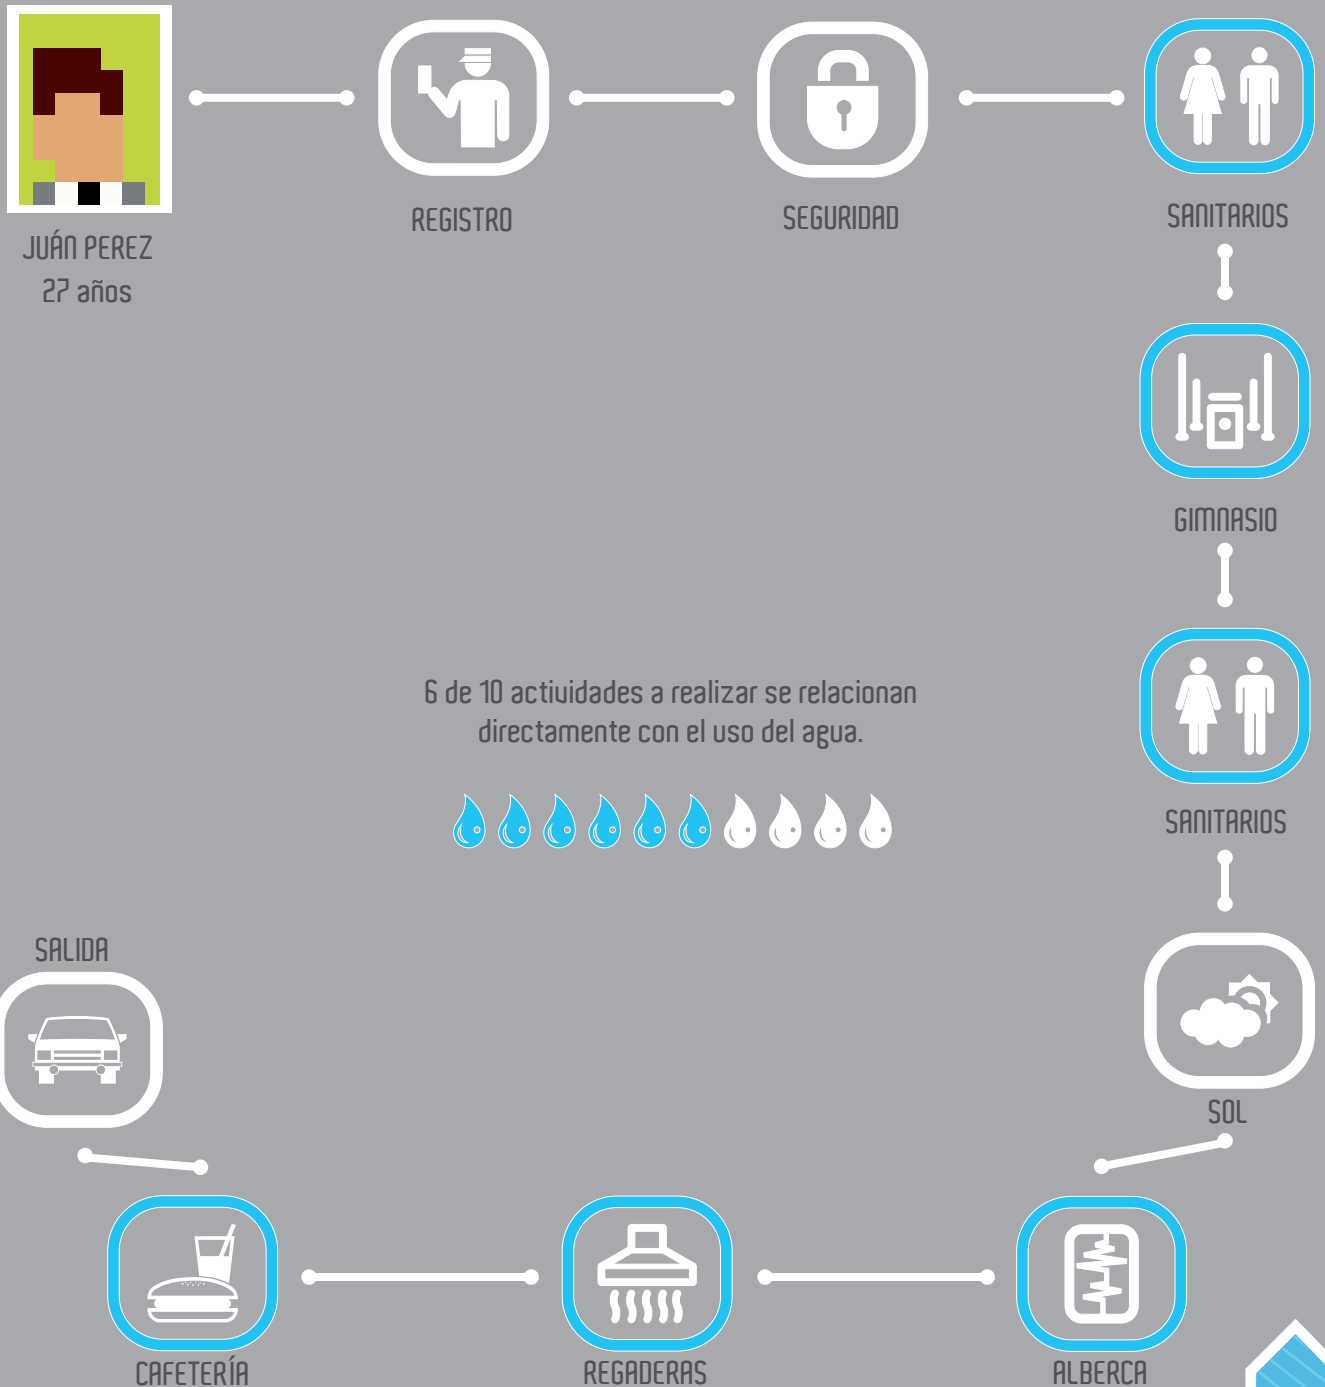 JUÁN PEREZ
27 años
REGISTRO
SEGURIDAD
SANITARIOS
GIMNASIO
6 de 10 actividades a realizar se relacionan
directamente con el uso del agua.
SANITARIOS
SALIDA
SOL
CAFETERÍA
REGADERAS
ALBERCA